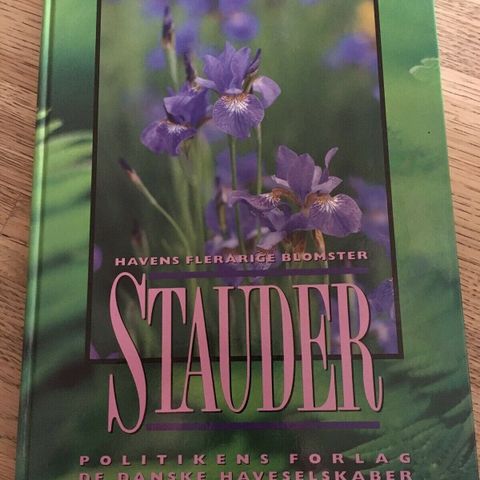 HAVENS FLERÅRIGE BLOMSTER
STAUDER
POLITIKENS FORLAG
DE DANSKE HAVESELSKABER